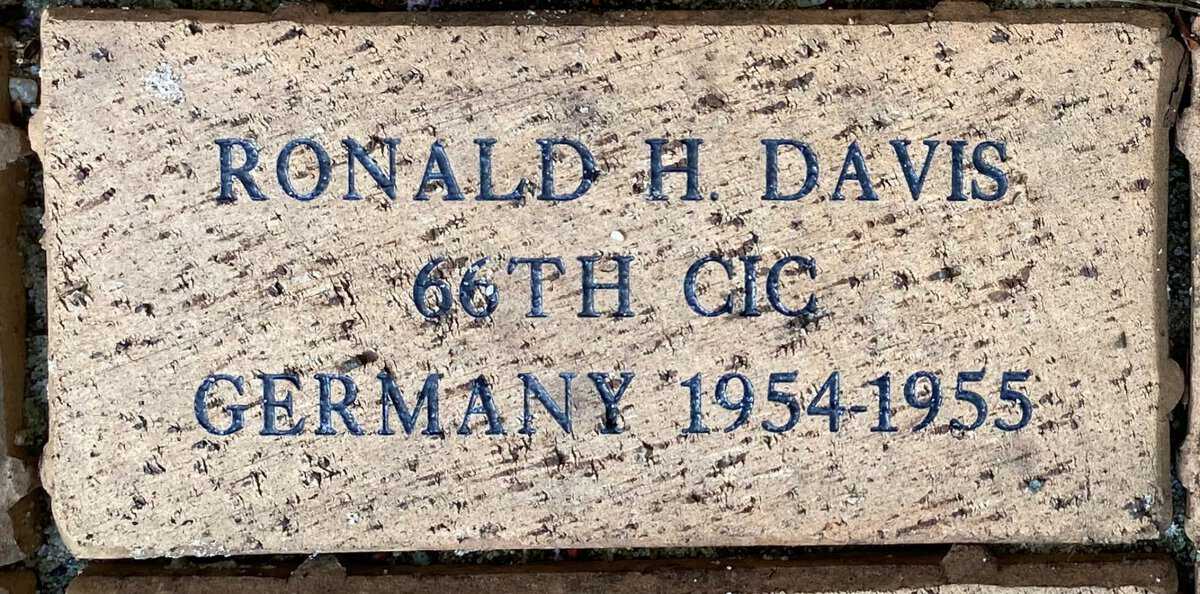 RONALD H. DAVIS
66TH CIC
GERMANY 1954-1955